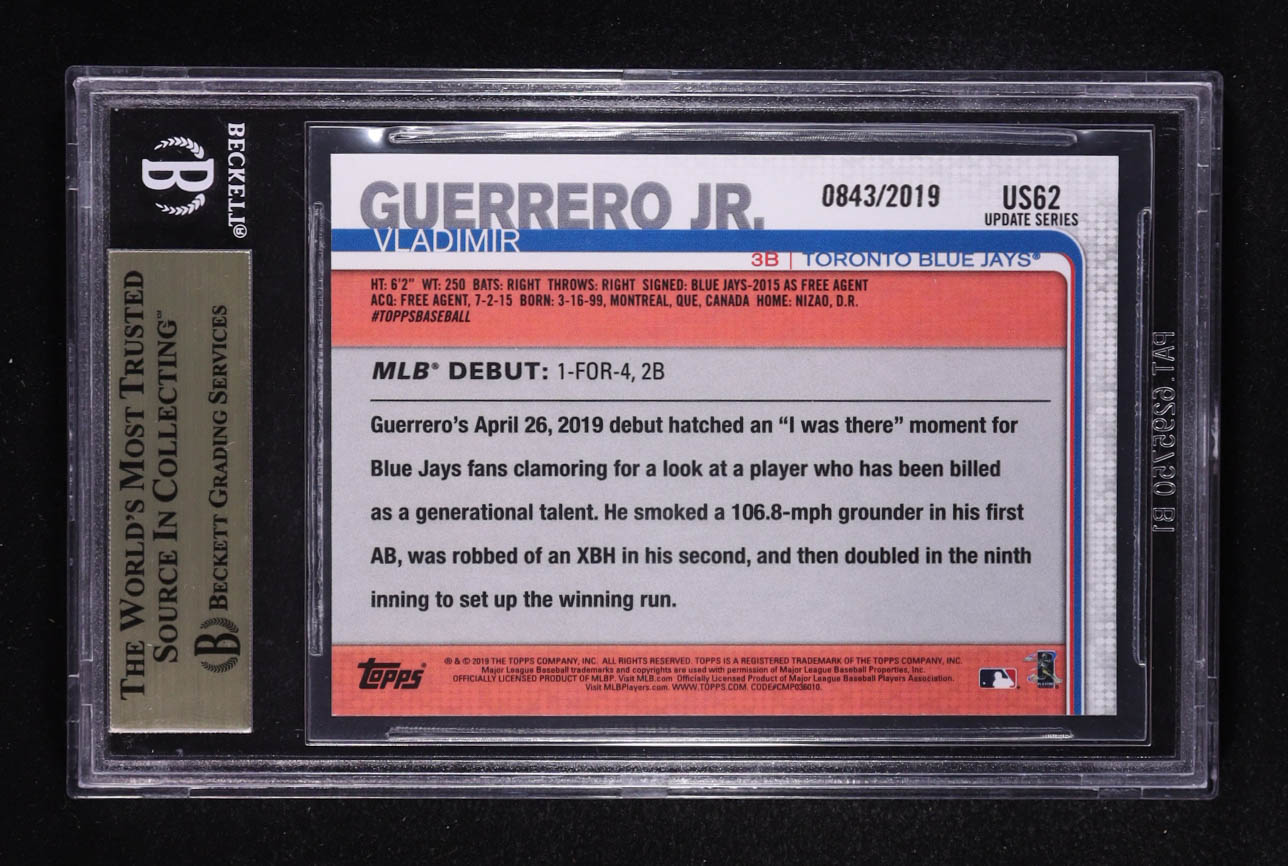 BECKETT®
B
THE WORLD'S MOST TRUSTED
SOURCE IN COLLECTING™
B BECKETT GRADING SERVICES
GUERRERO JR.
0843/2019
US62
UPDATE SERIES
VLADIMIR
3B | TORONTO BLUE JAYS®
HT: 6'2" WT: 250 BATS: RIGHT THROWS: RIGHT SIGNED: BLUE JAYS-2015 AS FREE AGENT
ACQ: FREE AGENT, 7-2-15 BORN: 3-16-99, MONTREAL, QUE, CANADA HOME: NIZAO, D.R.
#TOPPSBASEBALL
MLB® DEBUT: 1-FOR-4, 2B
Guerrero's April 26, 2019 debut hatched an “I was there” moment for
Blue Jays fans clamoring for a look at a player who has been billed
as a generational talent. He smoked a 106.8-mph grounder in his first
AB, was robbed of an XBH in his second, and then doubled in the ninth
inning to set up the winning run.
Topps®
® & © 2019 THE TOPPS COMPANY, INC. ALL RIGHTS RESERVED. TOPPS IS A REGISTERED TRADEMARK OF THE TOPPS COMPANY, INC.
Major League Baseball trademarks and copyrights are used with permission of Major League Baseball Properties, Inc.
OFFICIALLY LICENSED PRODUCT OF MLBP. Visit MLB.com Officially Licensed Product of Major League Baseball Players Association.
Visit MLBPlayers.com. WWW.TOPPS.COM. CODE#CMP036010.